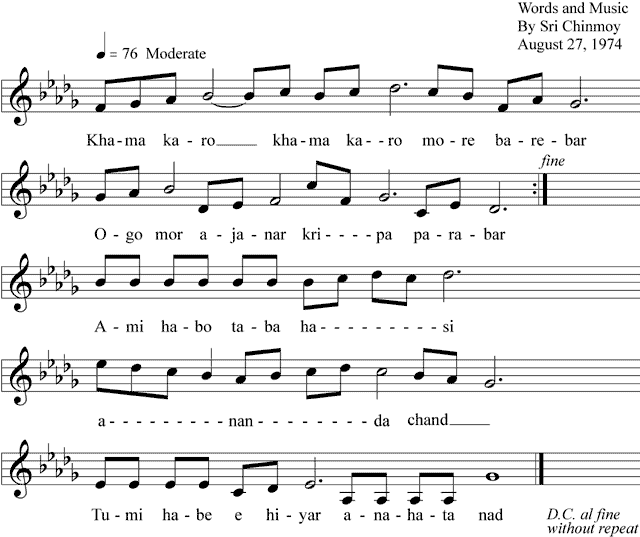 Words and Music
By Sri Chinmoy
August 27, 1974
= 76 Moderate
Kha-ma ka-ro____ kha-ma ka--ro mo-re ba-re-bar
fine
O-go mor a-ja-nar kri----pa pa-ra-bar
A-mi ha-bo ta-ba ha--------si
a----------nan--------da chand____
Tu-mi ha-be e hi-yar a-na-ha-ta nad
D.C. al fine
without repeat